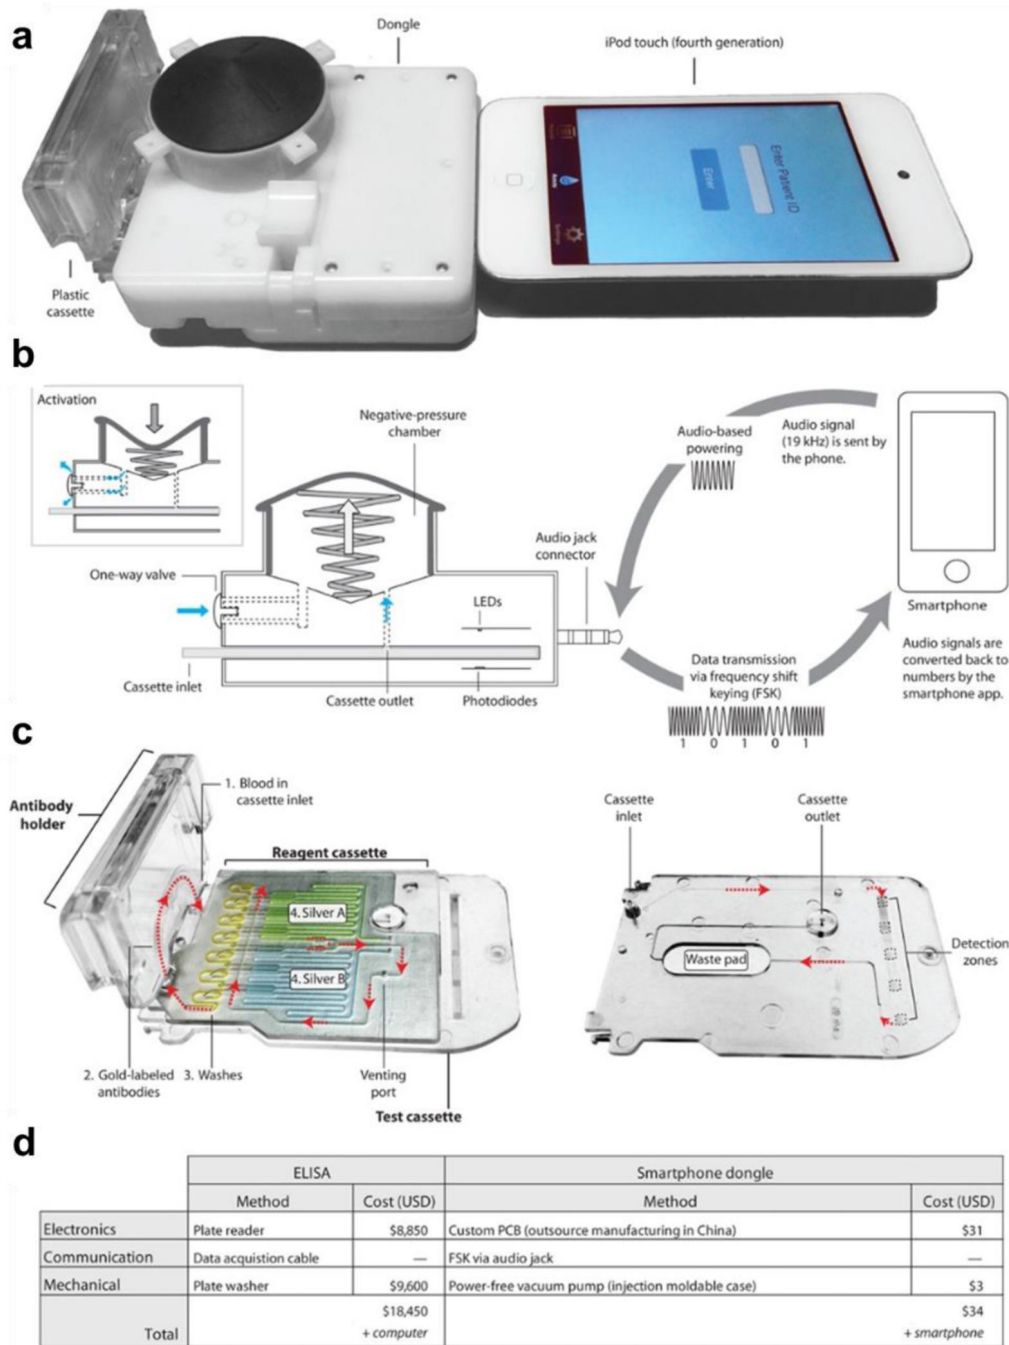 a
Dongle
iPod touch (fourth generation)
Enter Patient ID
Enter
Settings
Plastic
cassette
b
Activation
Negative-pressure
chamber
Audio-based
powering
Audio signal
(19 kHz) is sent by
the phone.
One-way valve
LEDs
Audio jack
connector
Smartphone
Cassette inlet
Cassette outlet
Photodiodes
Data transmission
via frequency shift
keying (FSK)
1 0 1 0 1
Audio signals are
converted back to
numbers by the
smartphone app.
c
Antibody
holder
1. Blood in
cassette inlet
Reagent cassette
4. Silver A
4. Silver B
2. Gold-labeled
antibodies
3. Washes
Venting
port
Test cassette
Cassette
inlet
Cassette
outlet
Waste pad
Detection
zones
d
ELISA Smartphone dongle
Method Cost (USD) Method Cost (USD)
Electronics Plate reader $8,850 Custom PCB (outsource manufacturing in China) $31
Communication Data acquistion cable — FSK via audio jack —
Mechanical Plate washer $9,600 Power-free vacuum pump (injection moldable case) $3
$18,450 $34
Total + computer + smartphone